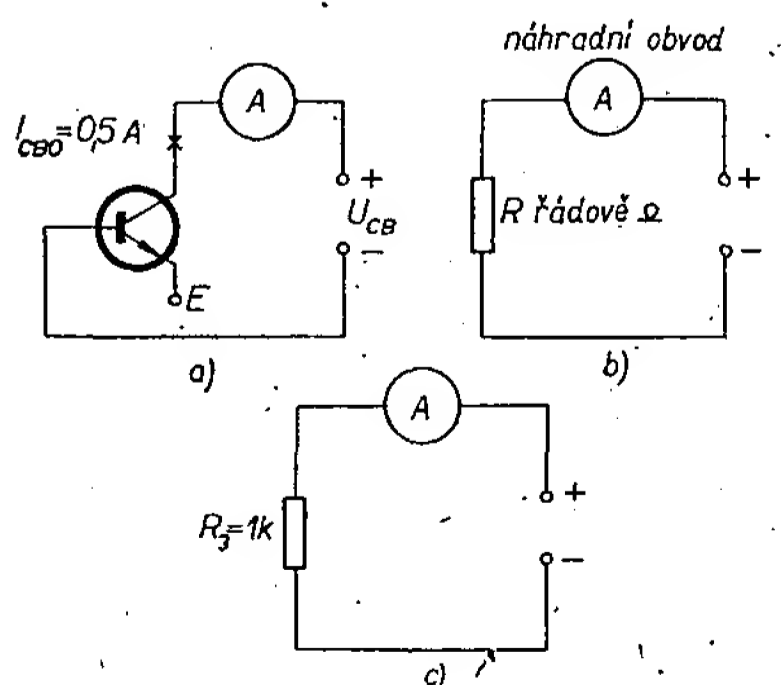 náhradní obvod
A
A
I_CBO = 0,5 A
+
U_CB
-
E
R řádově Ω
+
-
a)
b)
A
R_3 = 1k
+
-
c)